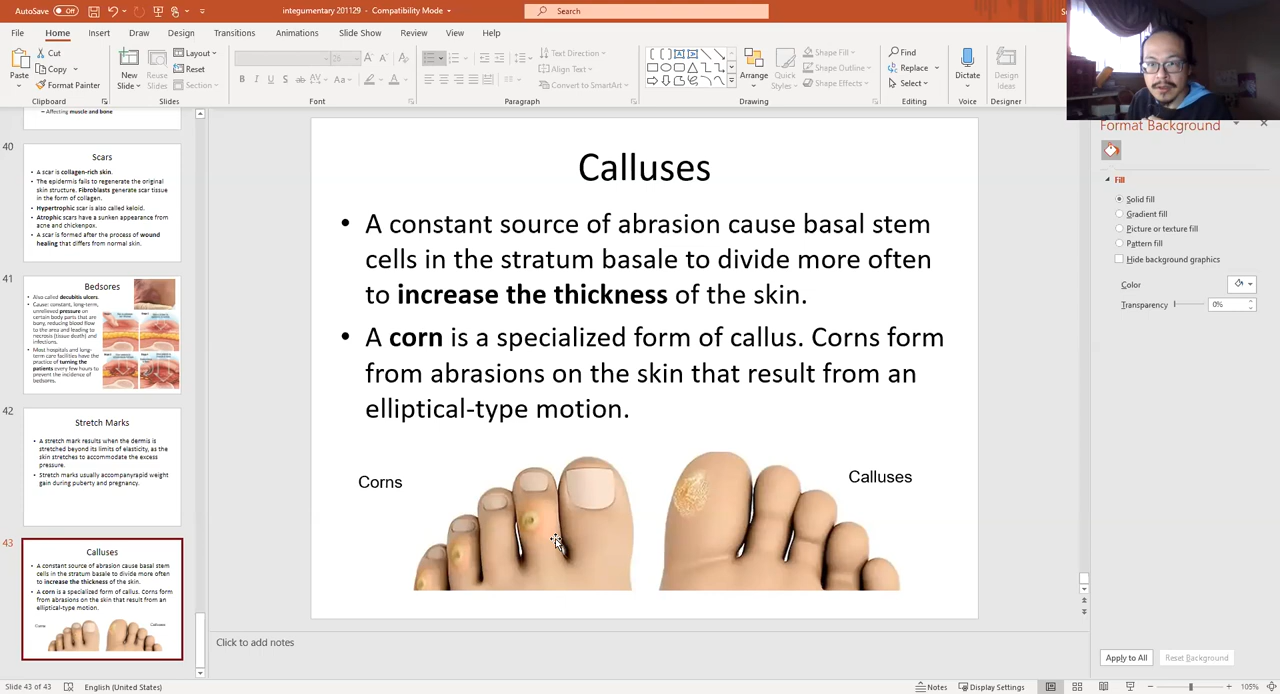 AutoSave Off
integumentary 201129 - Compatibility Mode
Search
File Home Insert Draw Design Transitions Animations Slide Show Review View Help
Paste
Cut
Copy
Format Painter
Clipboard
New Slide
Reuse Slides
Layout
Reset
Section
Slides
Font
Text Direction
Align Text
Convert to SmartArt
Paragraph
Arrange
Quick Styles
Shape Fill
Shape Outline
Shape Effects
Drawing
Find
Replace
Select
Editing
Dictate
Voice
Design Ideas
Designer
– Affecting muscle and bone
40
Scars
• A scar is collagen-rich skin.
• The epidermis fails to regenerate the original
skin structure. Fibroblasts generate scar tissue
in the form of collagen.
• Hypertrophic scar is also called keloid.
• Atrophic scars have a sunken appearance from
acne and chickenpox.
• A scar is formed after the process of wound
healing that differs from normal skin.
41
Bedsores
• Also called decubitis ulcers.
• Cause: constant, long-term,
unrelieved pressure on
certain body parts that are
bony, reducing blood flow
to the area and leading to
necrosis (tissue death) and
infections.
• Most hospitals and long-
term care facilities have the
practice of turning the
patients every few hours to
prevent the incidence of
bedsores.
42
Stretch Marks
• A stretch mark results when the dermis is
stretched beyond its limits of elasticity, as the
skin stretches to accommodate the excess
pressure.
• Stretch marks usually accompanyrapid weight
gain during puberty and pregnancy.
43
Calluses
• A constant source of abrasion cause basal stem
cells in the stratum basale to divide more often
to increase the thickness of the skin.
• A corn is a specialized form of callus. Corns form
from abrasions on the skin that result from an
elliptical-type motion.
Corns
Calluses
Calluses
• A constant source of abrasion cause basal stem
cells in the stratum basale to divide more often
to increase the thickness of the skin.
• A corn is a specialized form of callus. Corns form
from abrasions on the skin that result from an
elliptical-type motion.
Corns
Calluses
Click to add notes
Format Background
Fill
Solid fill
Gradient fill
Picture or texture fill
Pattern fill
Hide background graphics
Color
Transparency 0%
Apply to All Reset Background
Slide 43 of 43 English (United States) Notes Display Settings 105%